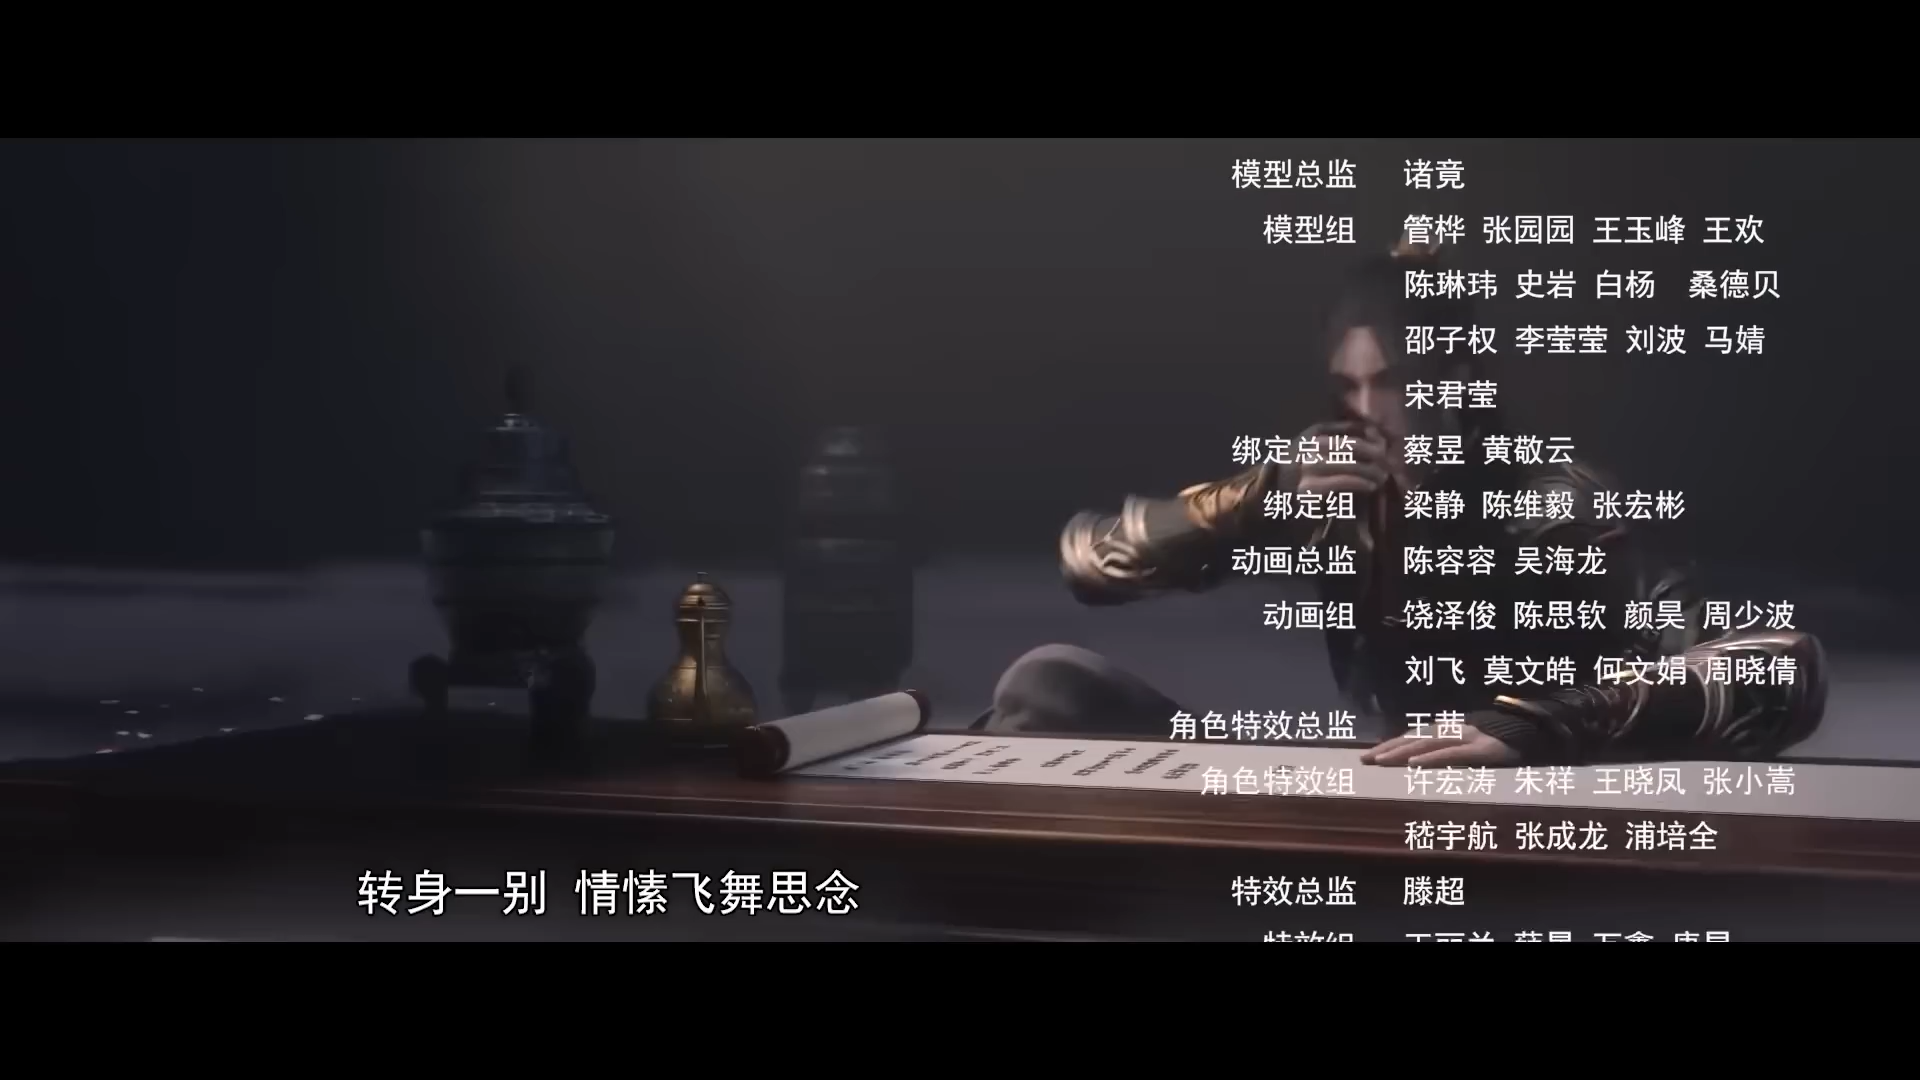 模型总监 诸竟
模型组 管桦 张园园 王玉峰 王欢
陈琳玮 史岩 白杨 桑德贝
邵子权 李莹莹 刘波 马婧
宋君莹
绑定总监 蔡昱 黄敬云
绑定组 梁静 陈维毅 张宏彬
动画总监 陈容容 吴海龙
动画组 饶泽俊 陈思钦 颜昊 周少波
刘飞 莫文皓 何文娟 周晓倩
角色特效总监 王茜
角色特效组 许宏涛 朱祥 王晓凤 张小嵩
嵇宇航 张成龙 浦培全
特效总监 滕超
特效组
转身一别 情愫飞舞思念